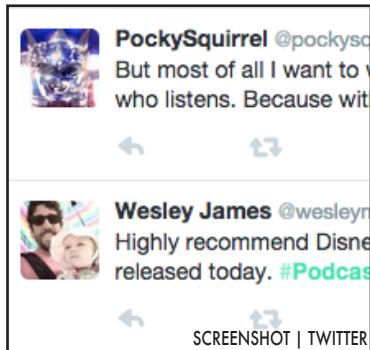 PockySquirrel @pockysq
But most of all I want to
who listens. Because wit
Wesley James @wesleyn
Highly recommend Disne
released today. #Podcas
SCREENSHOT | TWITTER